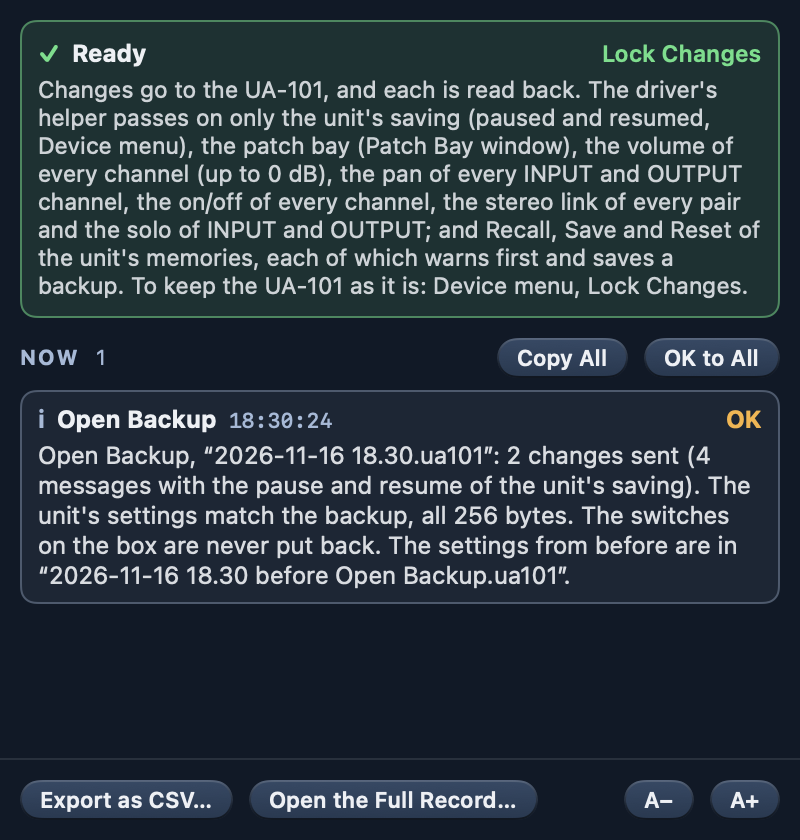 ✓ Ready Lock Changes
Changes go to the UA-101, and each is read back. The driver's
helper passes on only the unit's saving (paused and resumed,
Device menu), the patch bay (Patch Bay window), the volume of
every channel (up to 0 dB), the pan of every INPUT and OUTPUT
channel, the on/off of every channel, the stereo link of every pair
and the solo of INPUT and OUTPUT; and Recall, Save and Reset of
the unit's memories, each of which warns first and saves a
backup. To keep the UA-101 as it is: Device menu, Lock Changes.
NOW 1 Copy All OK to All
i Open Backup 18:30:24 OK
Open Backup, “2026-11-16 18.30.ua101”: 2 changes sent (4
messages with the pause and resume of the unit's saving). The
unit's settings match the backup, all 256 bytes. The switches
on the box are never put back. The settings from before are in
“2026-11-16 18.30 before Open Backup.ua101”.
Export as CSV... Open the Full Record... A– A+